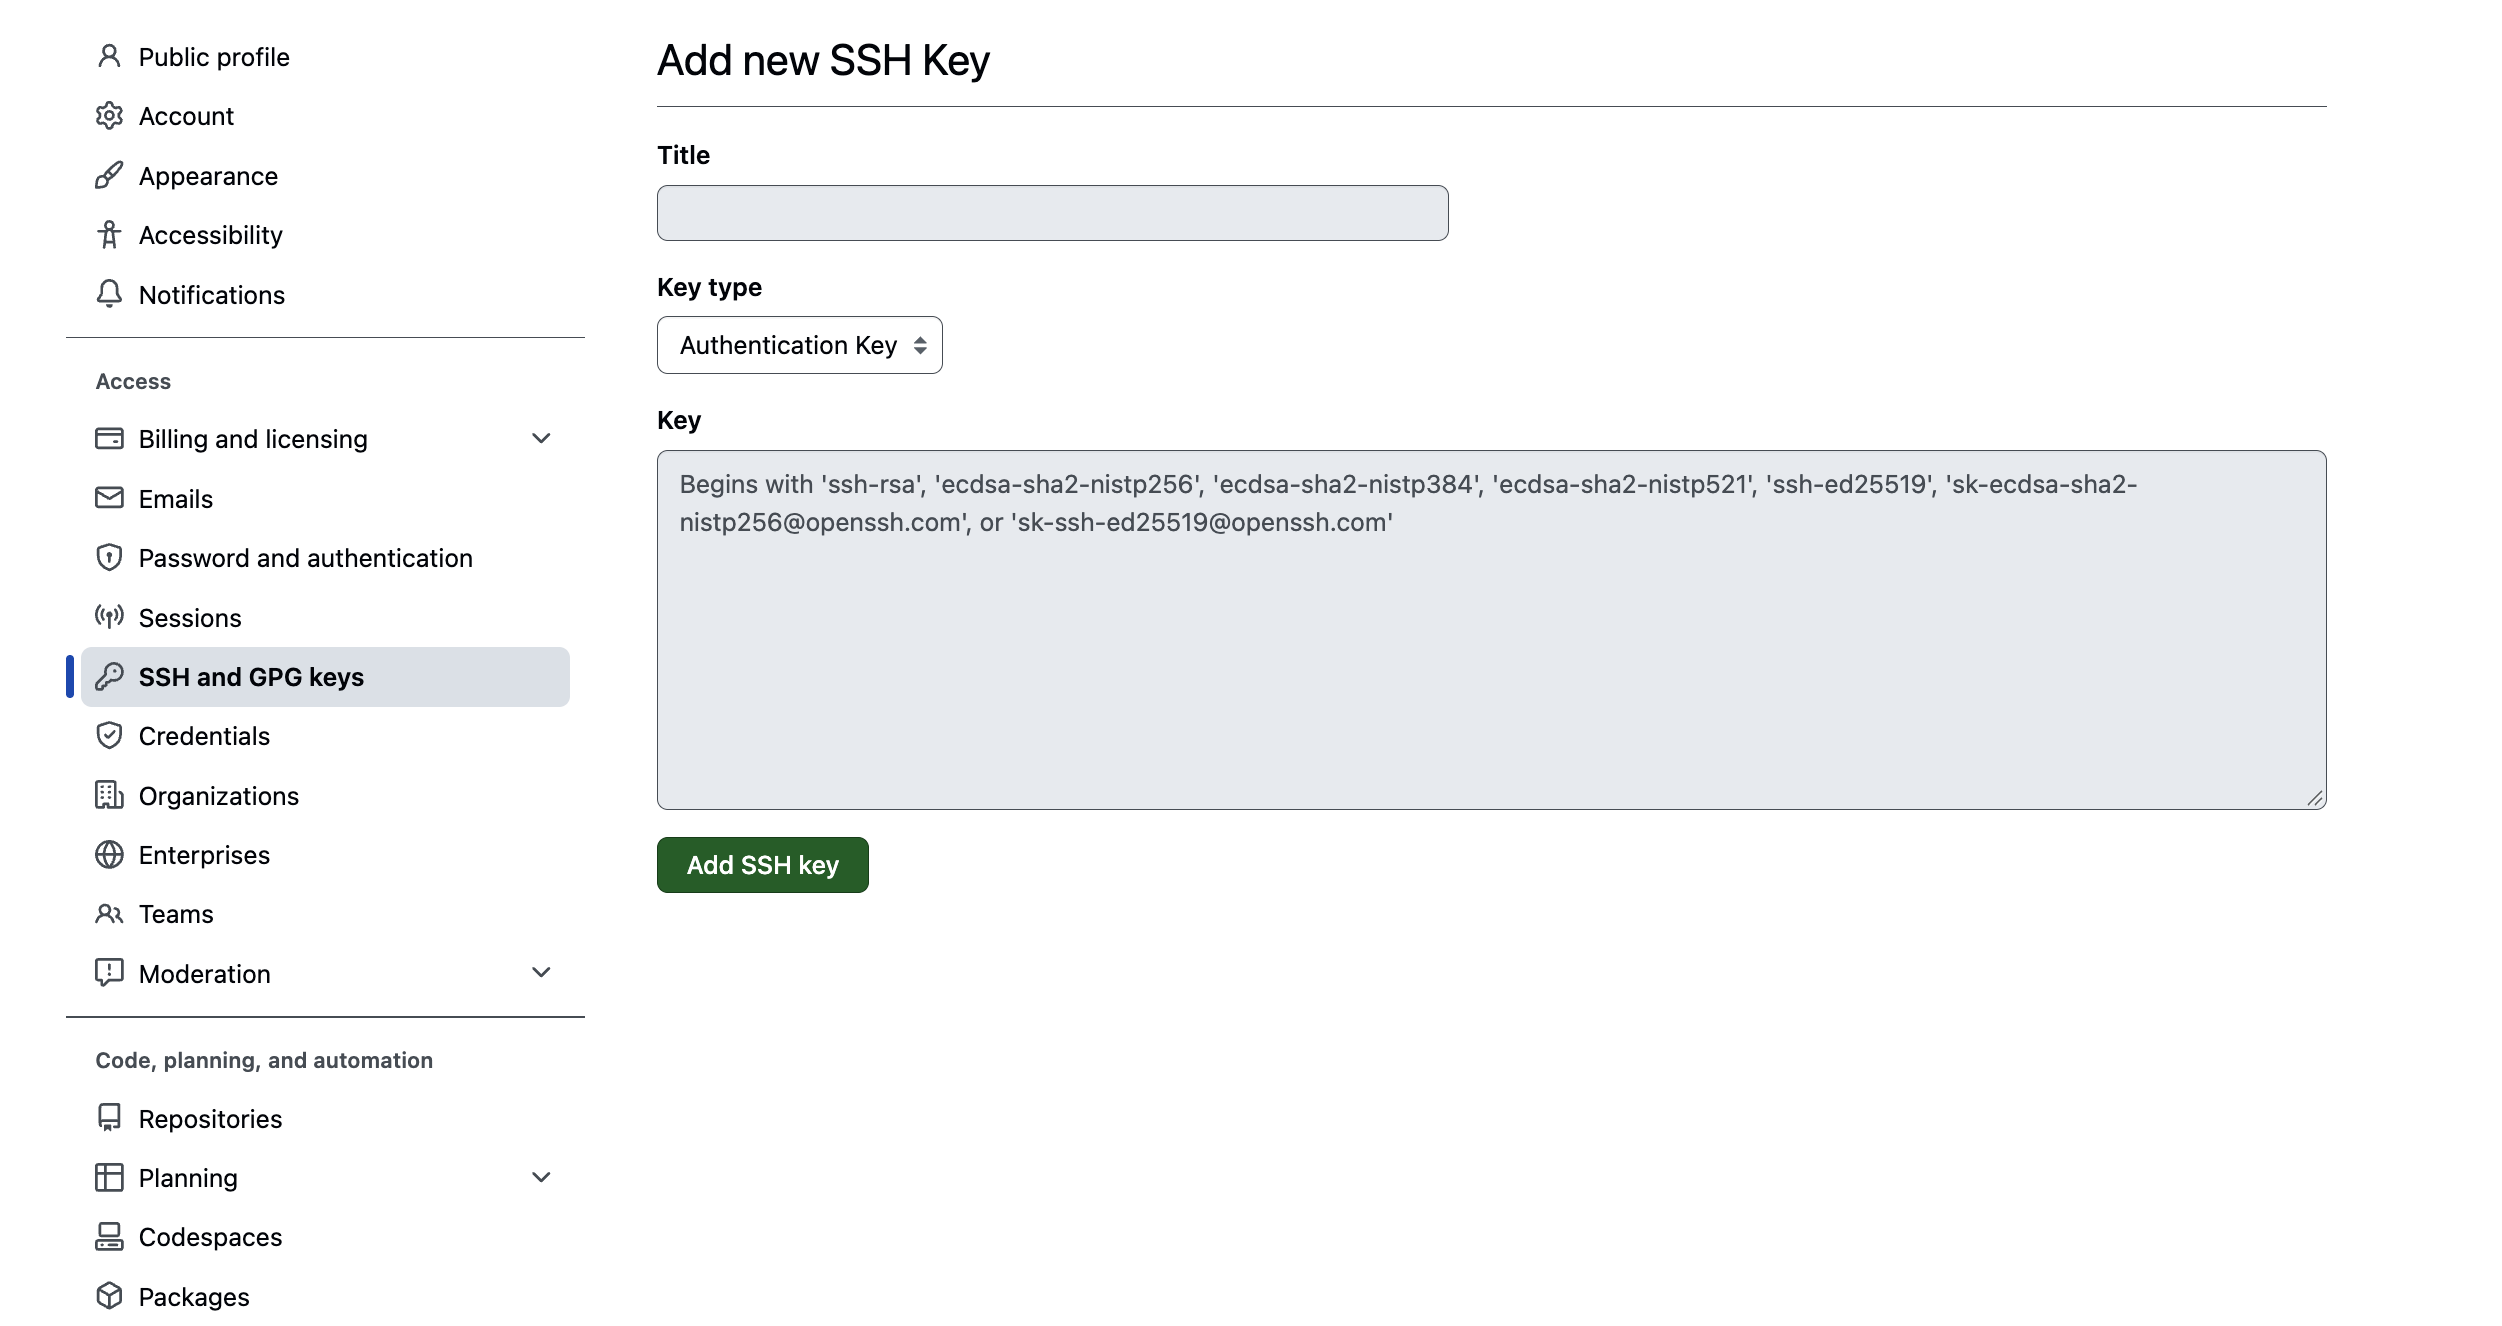 Public profile
Account
Appearance
Accessibility
Notifications
Access
Billing and licensing
Emails
Password and authentication
Sessions
SSH and GPG keys
Credentials
Organizations
Enterprises
Teams
Moderation
Code, planning, and automation
Repositories
Planning
Codespaces
Packages
Add new SSH Key
Title
Key type
Authentication Key
Key
Begins with 'ssh-rsa', 'ecdsa-sha2-nistp256', 'ecdsa-sha2-nistp384', 'ecdsa-sha2-nistp521', 'ssh-ed25519', 'sk-ecdsa-sha2-
nistp256@openssh.com', or 'sk-ssh-ed25519@openssh.com'
Add SSH key